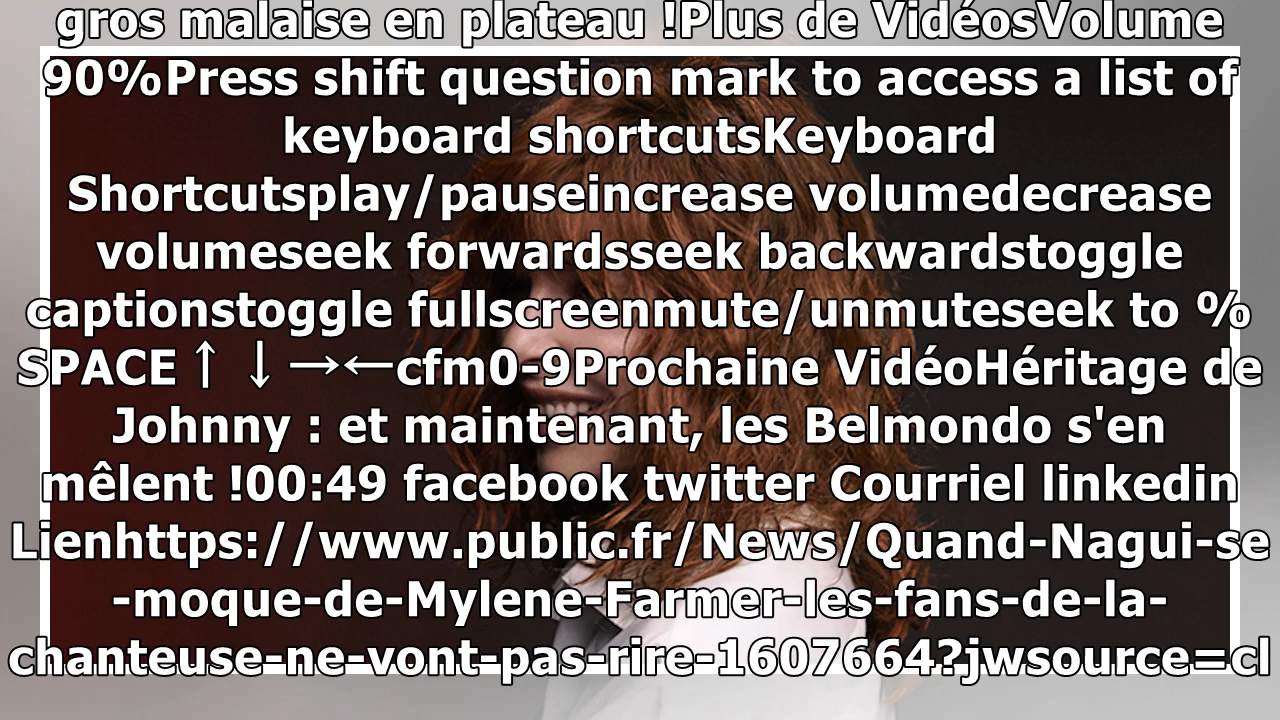 gros malaise en plateau !Plus de VidéosVolume
90%Press shift question mark to access a list of
keyboard shortcutsKeyboard
Shortcutsplay/pauseincrease volumedecrease
volumeseek forwardsseek backwardstoggle
captionstoggle fullscreenmute/unmuteseek to %
SPACE ↑ ↓ →←cfm0-9Prochaine VidéoHéritage de
Johnny : et maintenant, les Belmondo s'en
mêlent !00:49 facebook twitter Courriel linkedin
Lienhttps://www.public.fr/News/Quand-Nagui-se
-moque-de-Mylene-Farmer-les-fans-de-la-
chanteuse-ne-vont-pas-rire-1607664?jwsource=cl